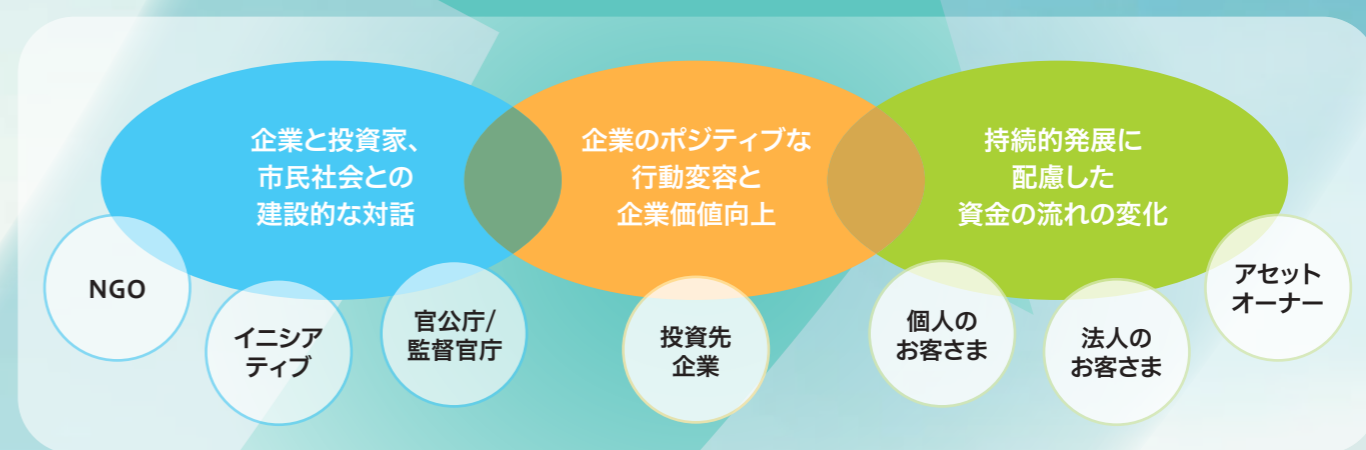 企業と投資家、
市民社会との
建設的な対話
企業のポジティブな
行動変容と
企業価値向上
持続的発展に
配慮した
資金の流れの変化
NGO
イニシア
ティブ
官公庁/
監督官庁
投資先
企業
個人の
お客さま
法人の
お客さま
アセット
オーナー